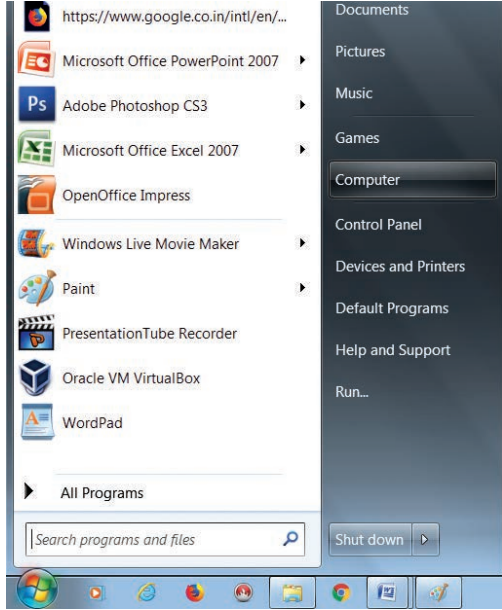 https://www.google.co.in/intl/en/...
Microsoft Office PowerPoint 2007
Ps Adobe Photoshop CS3
Microsoft Office Excel 2007
OpenOffice Impress
Windows Live Movie Maker
Paint
PresentationTube Recorder
Oracle VM VirtualBox
WordPad
All Programs
Search programs and files
Documents
Pictures
Music
Games
Computer
Control Panel
Devices and Printers
Default Programs
Help and Support
Run...
Shut down